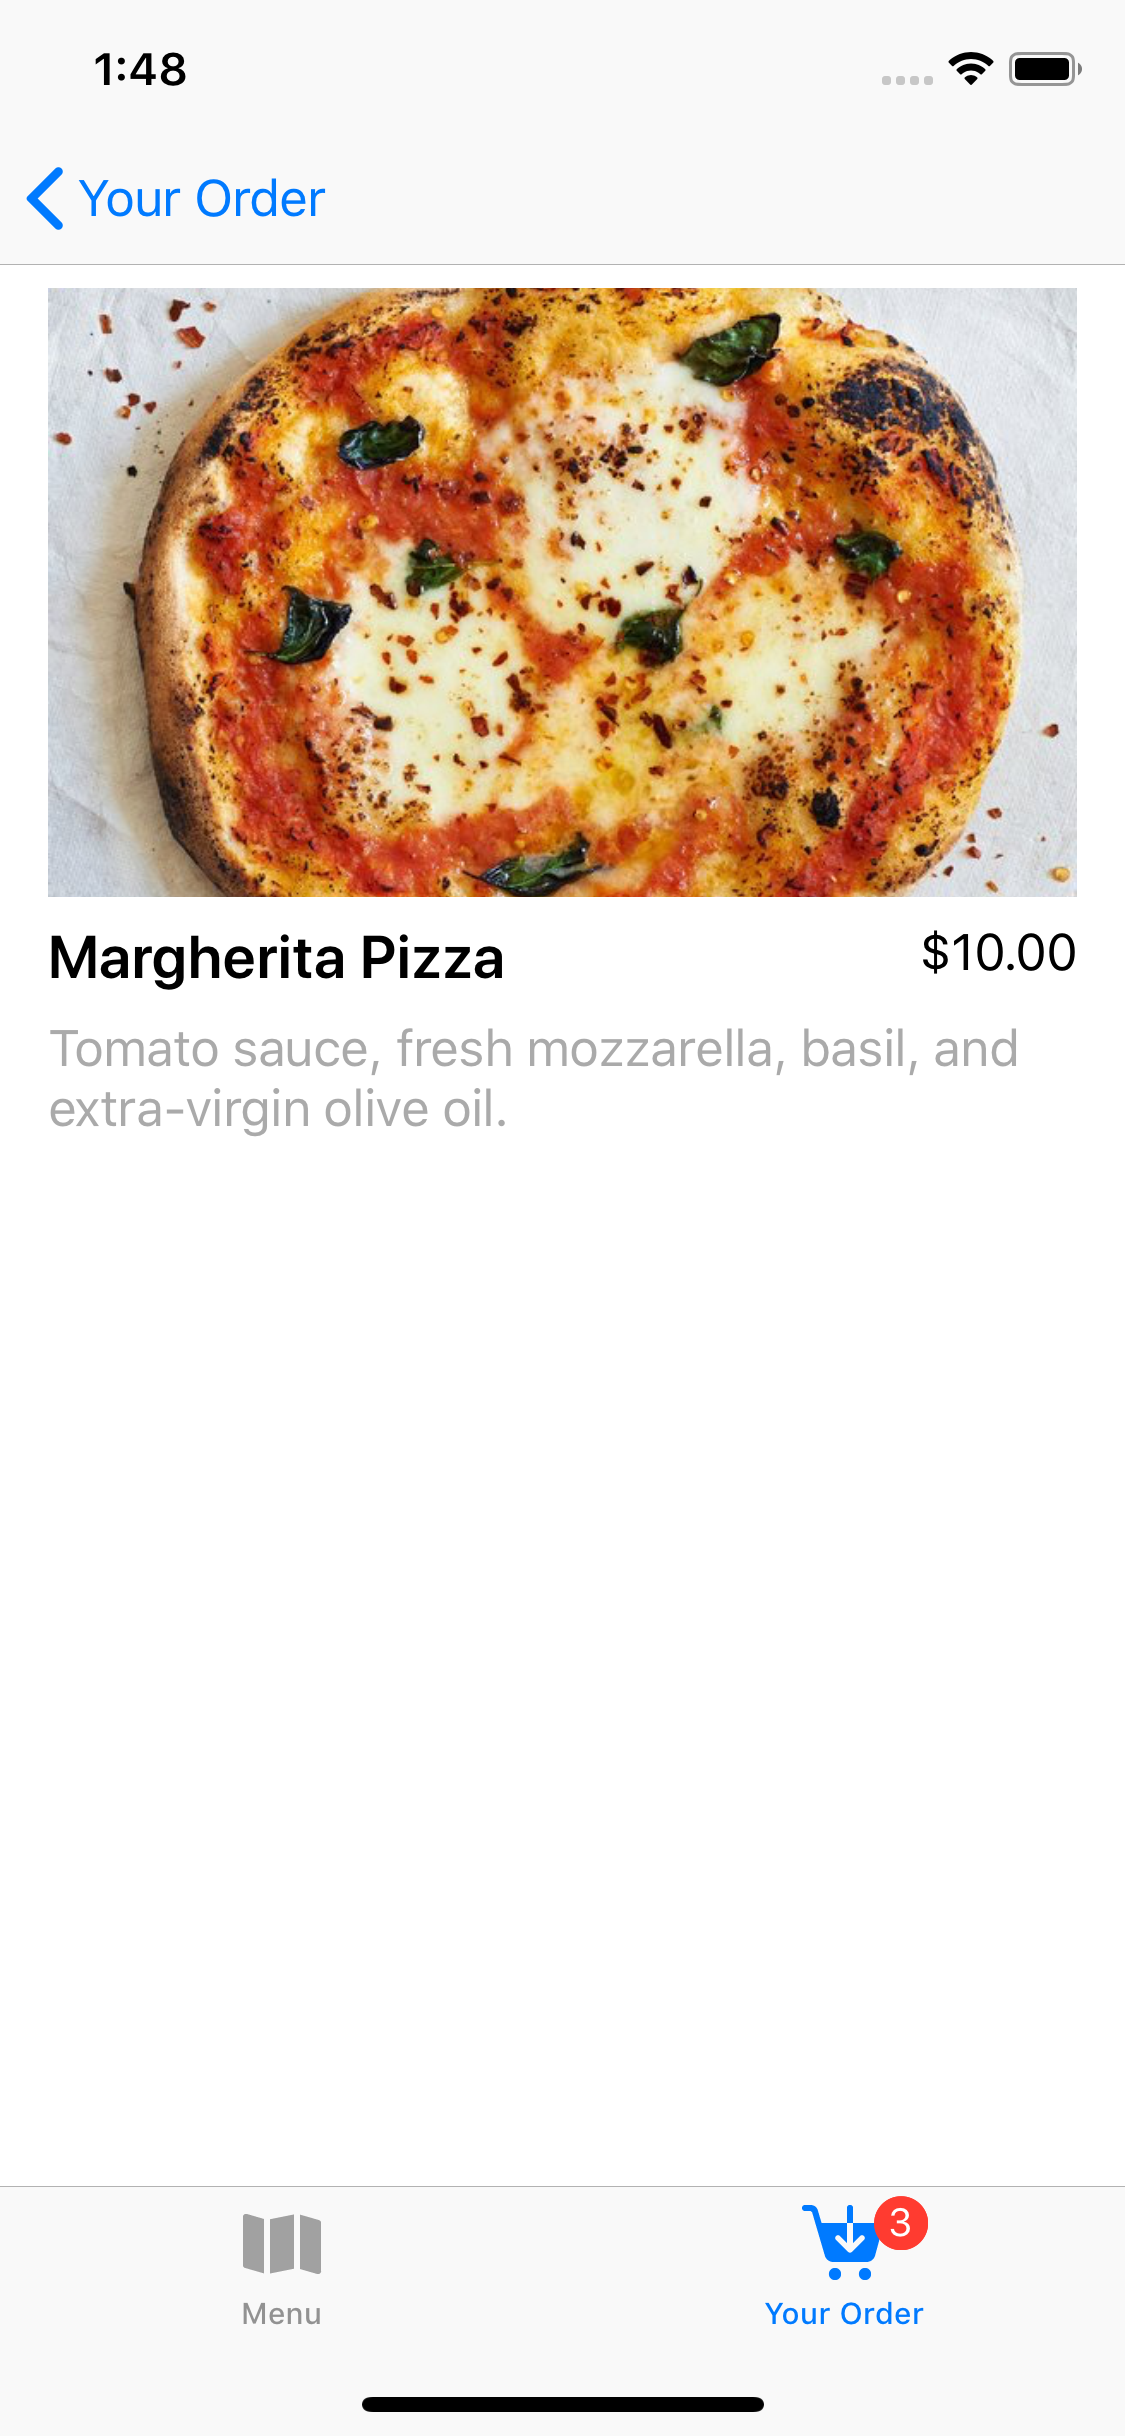 1:48
Your Order
Margherita Pizza
$10.00
Tomato sauce, fresh mozzarella, basil, and
extra-virgin olive oil.
3
Menu
Your Order